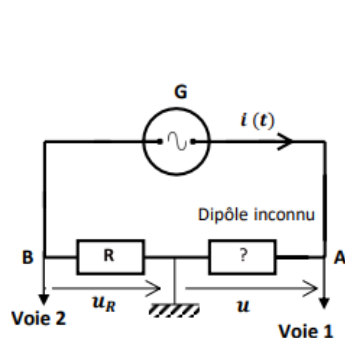 G
i (t)
Dipôle inconnu
B R ? A
u_R u
Voie 2
Voie 1